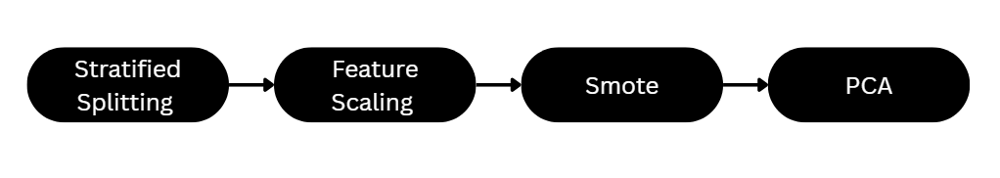 Stratified
Splitting
Feature
Scaling
Smote
PCA